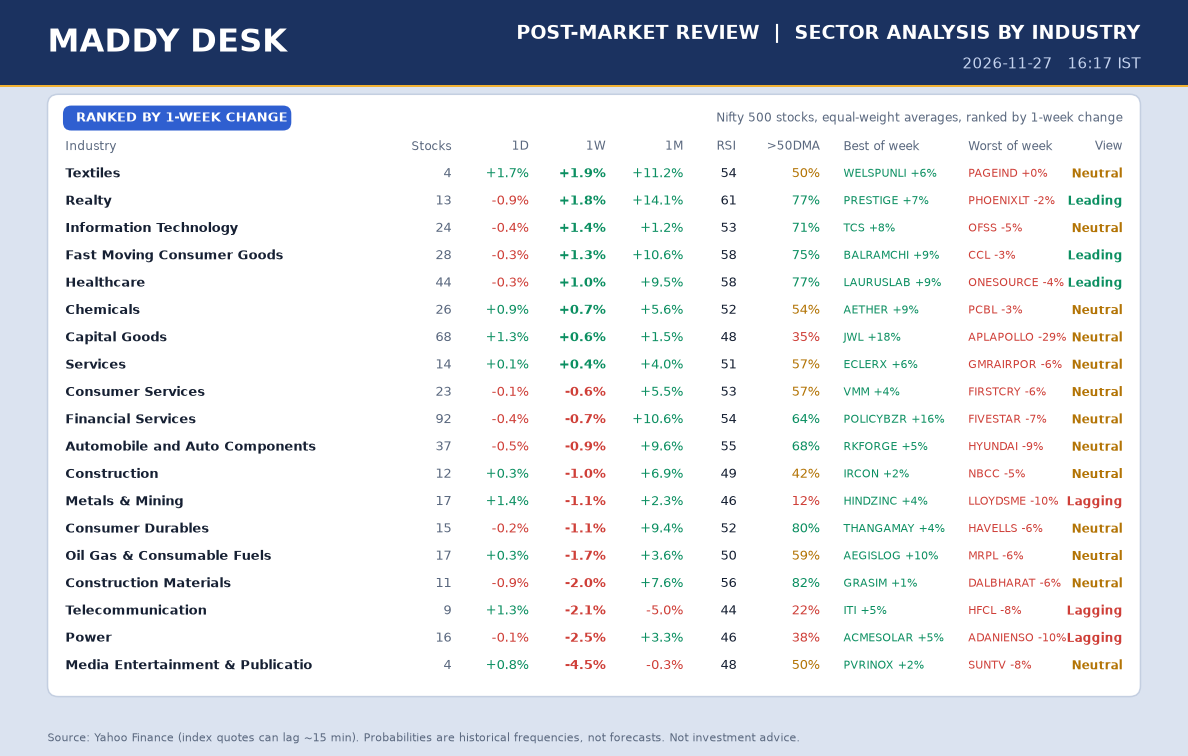 MADDY DESK
POST-MARKET REVIEW | SECTOR ANALYSIS BY INDUSTRY
2026-11-27 16:17 IST
RANKED BY 1-WEEK CHANGE
Nifty 500 stocks, equal-weight averages, ranked by 1-week change
Industry Stocks 1D 1W 1M RSI >50DMA Best of week Worst of week View
Textiles 4 +1.7% +1.9% +11.2% 54 50% WELSPUNLI +6% PAGEIND +0% Neutral
Realty 13 -0.9% +1.8% +14.1% 61 77% PRESTIGE +7% PHOENIXLT -2% Leading
Information Technology 24 -0.4% +1.4% +1.2% 53 71% TCS +8% OFSS -5% Neutral
Fast Moving Consumer Goods 28 -0.3% +1.3% +10.6% 58 75% BALRAMCHI +9% CCL -3% Leading
Healthcare 44 -0.3% +1.0% +9.5% 58 77% LAURUSLAB +9% ONESOURCE -4% Leading
Chemicals 26 +0.9% +0.7% +5.6% 52 54% AETHER +9% PCBL -3% Neutral
Capital Goods 68 +1.3% +0.6% +1.5% 48 35% JWL +18% APLAPOLLO -29% Neutral
Services 14 +0.1% +0.4% +4.0% 51 57% ECLERX +6% GMRAIRPOR -6% Neutral
Consumer Services 23 -0.1% -0.6% +5.5% 53 57% VMM +4% FIRSTCRY -6% Neutral
Financial Services 92 -0.4% -0.7% +10.6% 54 64% POLICYBZR +16% FIVESTAR -7% Neutral
Automobile and Auto Components 37 -0.5% -0.9% +9.6% 55 68% RKFORGE +5% HYUNDAI -9% Neutral
Construction 12 +0.3% -1.0% +6.9% 49 42% IRCON +2% NBCC -5% Neutral
Metals & Mining 17 +1.4% -1.1% +2.3% 46 12% HINDZINC +4% LLOYDSME -10% Lagging
Consumer Durables 15 -0.2% -1.1% +9.4% 52 80% THANGAMAY +4% HAVELLS -6% Neutral
Oil Gas & Consumable Fuels 17 +0.3% -1.7% +3.6% 50 59% AEGISLOG +10% MRPL -6% Neutral
Construction Materials 11 -0.9% -2.0% +7.6% 56 82% GRASIM +1% DALBHARAT -6% Neutral
Telecommunication 9 +1.3% -2.1% -5.0% 44 22% ITI +5% HFCL -8% Lagging
Power 16 -0.1% -2.5% +3.3% 46 38% ACMESOLAR +5% ADANIENSO -10% Lagging
Media Entertainment & Publicatio 4 +0.8% -4.5% -0.3% 48 50% PVRINOX +2% SUNTV -8% Neutral
Source: Yahoo Finance (index quotes can lag ~15 min). Probabilities are historical frequencies, not forecasts. Not investment advice.